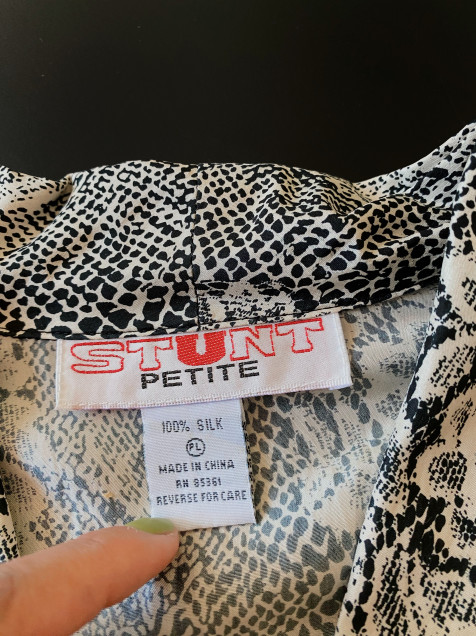 STUNT
PETITE
100% SILK
PL
MADE IN CHINA
RN 85361
REVERSE FOR CARE